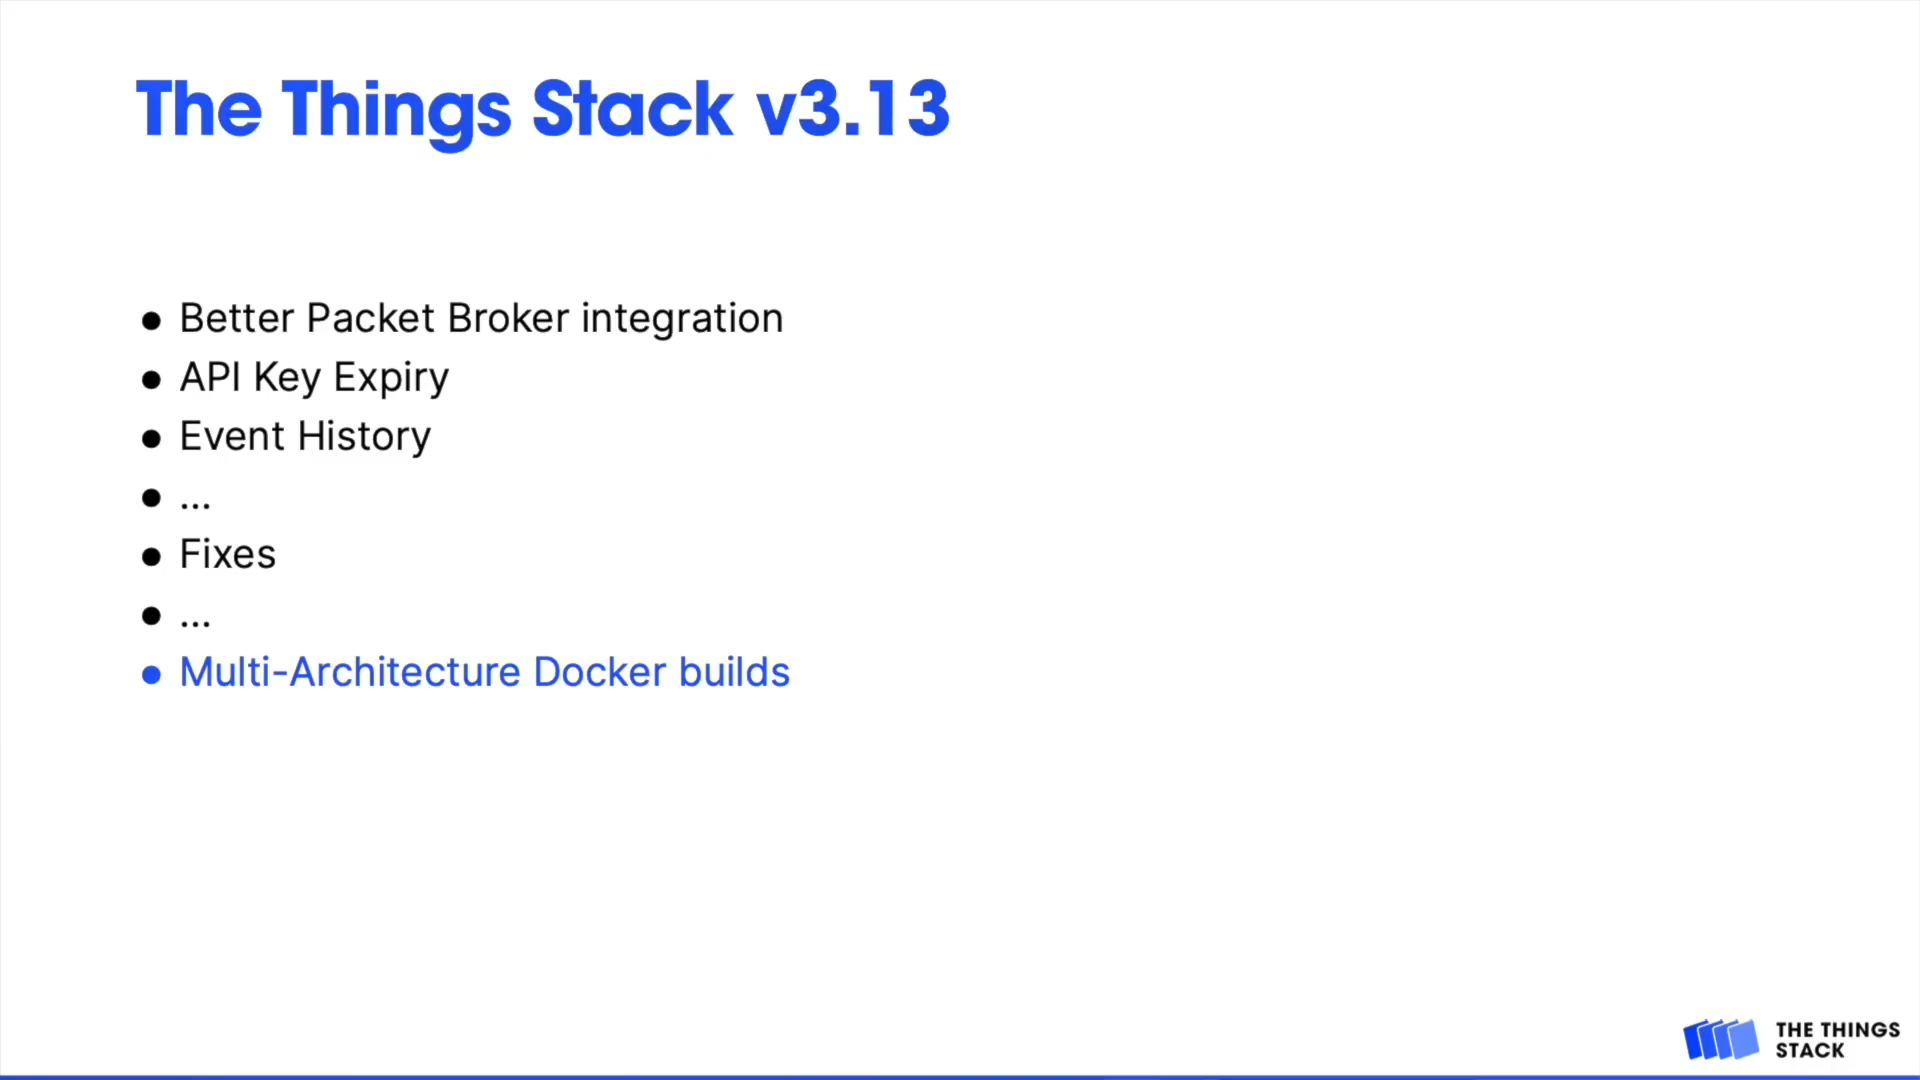 The Things Stack v3.13
● Better Packet Broker integration
● API Key Expiry
● Event History
● ...
● Fixes
● ...
● Multi-Architecture Docker builds
THE THINGS
STACK